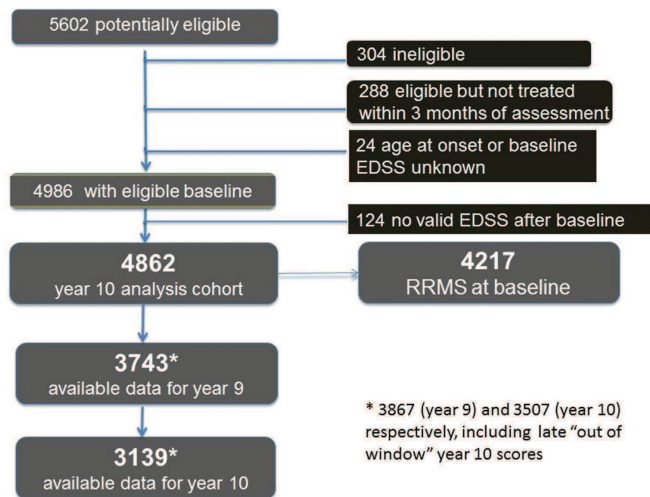 5602 potentially eligible
304 ineligible
288 eligible but not treated
within 3 months of assessment
24 age at onset or baseline
EDSS unknown
4986 with eligible baseline
124 no valid EDSS after baseline
4862
year 10 analysis cohort
4217
RRMS at baseline
3743*
available data for year 9
3139*
available data for year 10
* 3867 (year 9) and 3507 (year 10)
respectively, including late “out of
window” year 10 scores